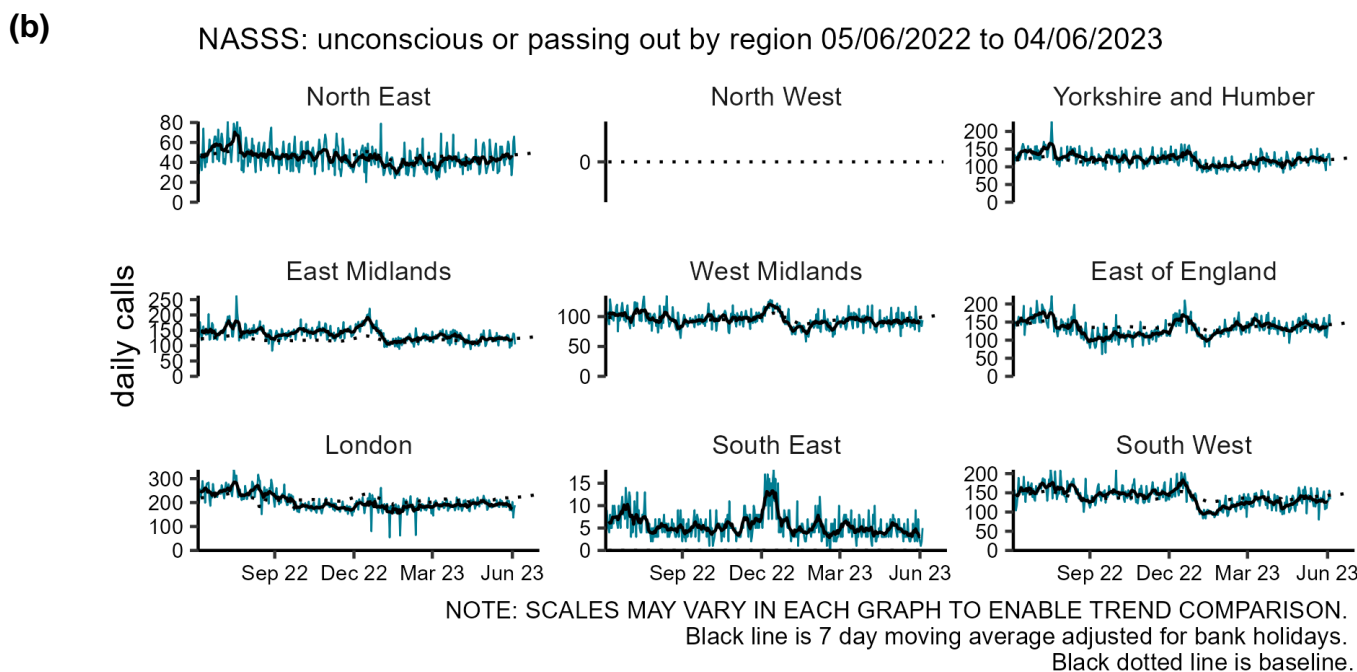 (b)
NASSS: unconscious or passing out by region 05/06/2022 to 04/06/2023
North East
80
60
40
20
0
North West
0
Yorkshire and Humber
200
150
100
50
0
daily calls
East Midlands
250
200
150
100
50
0
West Midlands
100
50
0
East of England
200
150
100
50
0
London
300
200
100
0
Sep 22 Dec 22 Mar 23 Jun 23
South East
15
10
5
0
Sep 22 Dec 22 Mar 23 Jun 23
South West
200
150
100
50
0
Sep 22 Dec 22 Mar 23 Jun 23
NOTE: SCALES MAY VARY IN EACH GRAPH TO ENABLE TREND COMPARISON.
Black line is 7 day moving average adjusted for bank holidays.
Black dotted line is baseline.